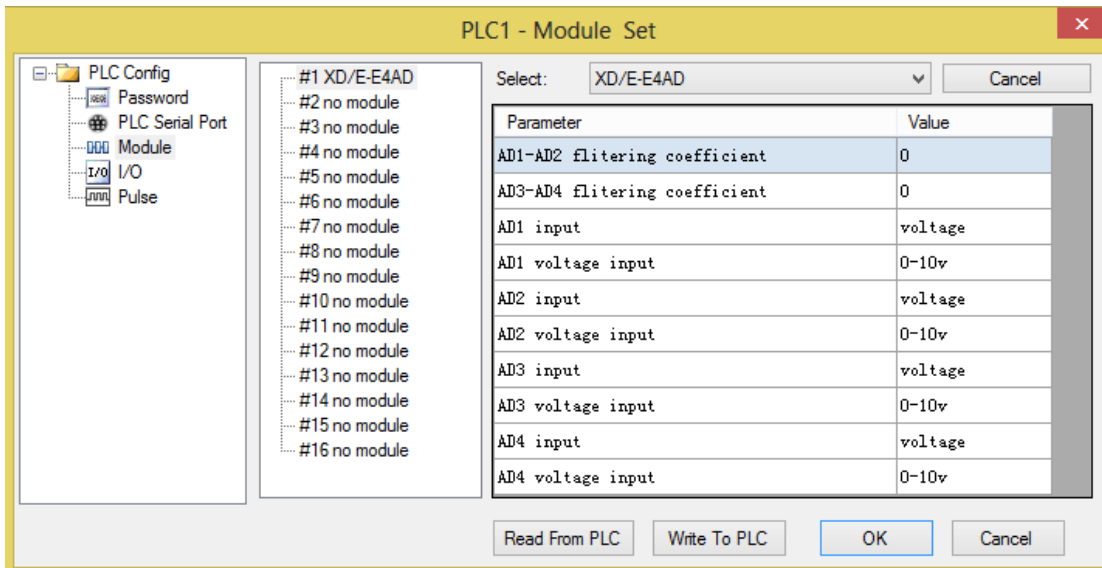 PLC1 - Module Set
PLC Config
Password
PLC Serial Port
Module
I/O I/O
Pulse
#1 XD/E-E4AD
#2 no module
#3 no module
#4 no module
#5 no module
#6 no module
#7 no module
#8 no module
#9 no module
#10 no module
#11 no module
#12 no module
#13 no module
#14 no module
#15 no module
#16 no module
Select: XD/E-E4AD Cancel
Parameter Value
AD1-AD2 flitering coefficient 0
AD3-AD4 flitering coefficient 0
AD1 input voltage
AD1 voltage input 0-10v
AD2 input voltage
AD2 voltage input 0-10v
AD3 input voltage
AD3 voltage input 0-10v
AD4 input voltage
AD4 voltage input 0-10v
Read From PLC Write To PLC OK Cancel